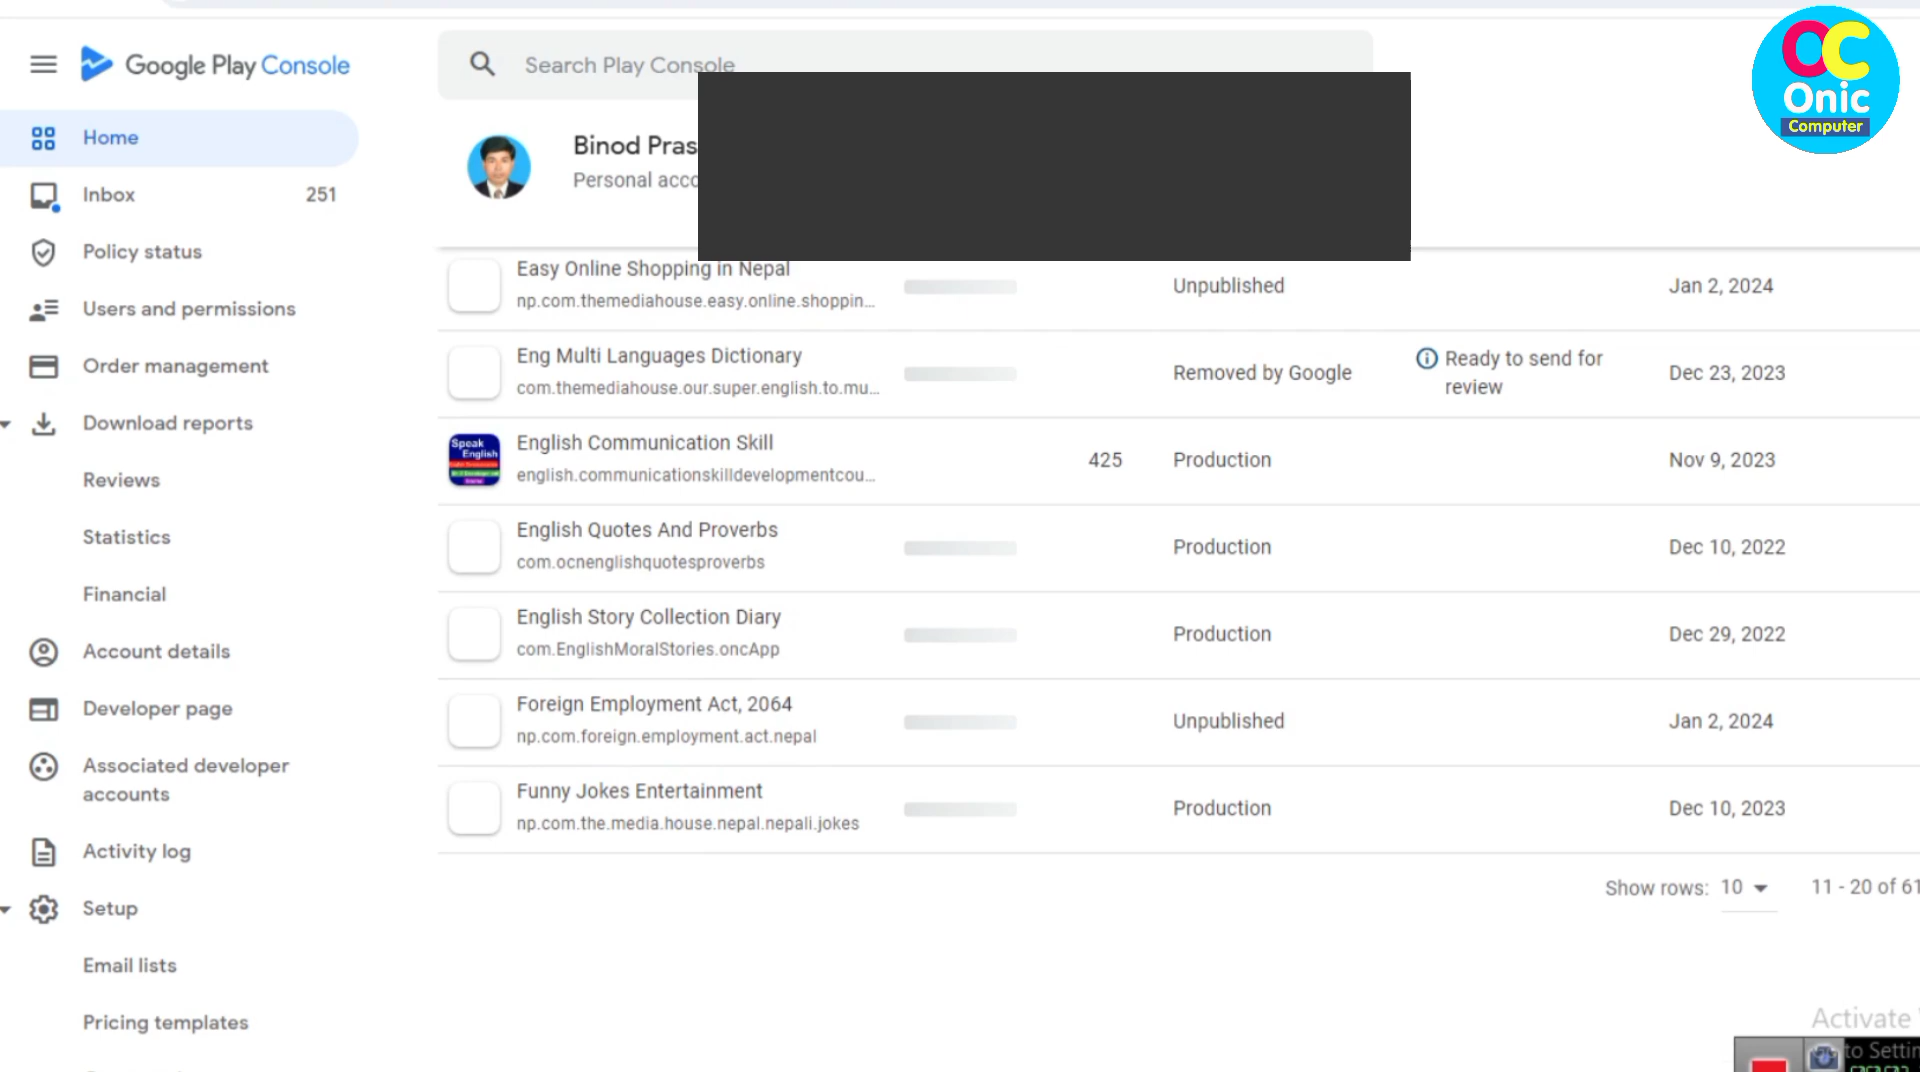 Google Play Console
Search Play Console
OC
Onic
Computer
Home
Inbox 251
Policy status
Users and permissions
Order management
Download reports
Reviews
Statistics
Financial
Account details
Developer page
Associated developer
accounts
Activity log
Setup
Email lists
Pricing templates
Binod Pras
Personal acco
Easy Online Shopping in Nepal
np.com.themediahouse.easy.online.shoppin...
Unpublished
Jan 2, 2024
Eng Multi Languages Dictionary
com.themediahouse.our.super.english.to.mu...
Removed by Google
Ready to send for
review
Dec 23, 2023
Speak
English
English Communication Skill
english.communicationskilldevelopmentcou...
425
Production
Nov 9, 2023
English Quotes And Proverbs
com.ocnenglishquotesproverbs
Production
Dec 10, 2022
English Story Collection Diary
com.EnglishMoralStories.oncApp
Production
Dec 29, 2022
Foreign Employment Act, 2064
np.com.foreign.employment.act.nepal
Unpublished
Jan 2, 2024
Funny Jokes Entertainment
np.com.the.media.house.nepal.nepali.jokes
Production
Dec 10, 2023
Show rows: 10 11 - 20 of 61
Activate
to Settin